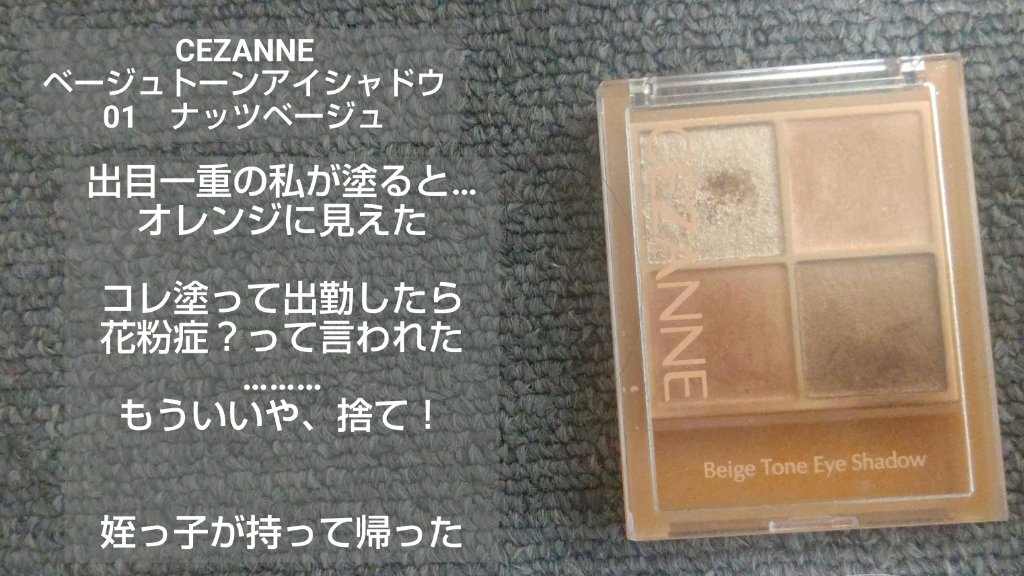 CEZANNE
ベージュトーンアイシャドウ
01　ナッツベージュ
出目一重の私が塗ると…
オレンジに見えた
コレ塗って出勤したら
花粉症？って言われた
………
もういいや、捨て！
姪っ子が持って帰った
CEZANNE
Beige Tone Eye Shadow